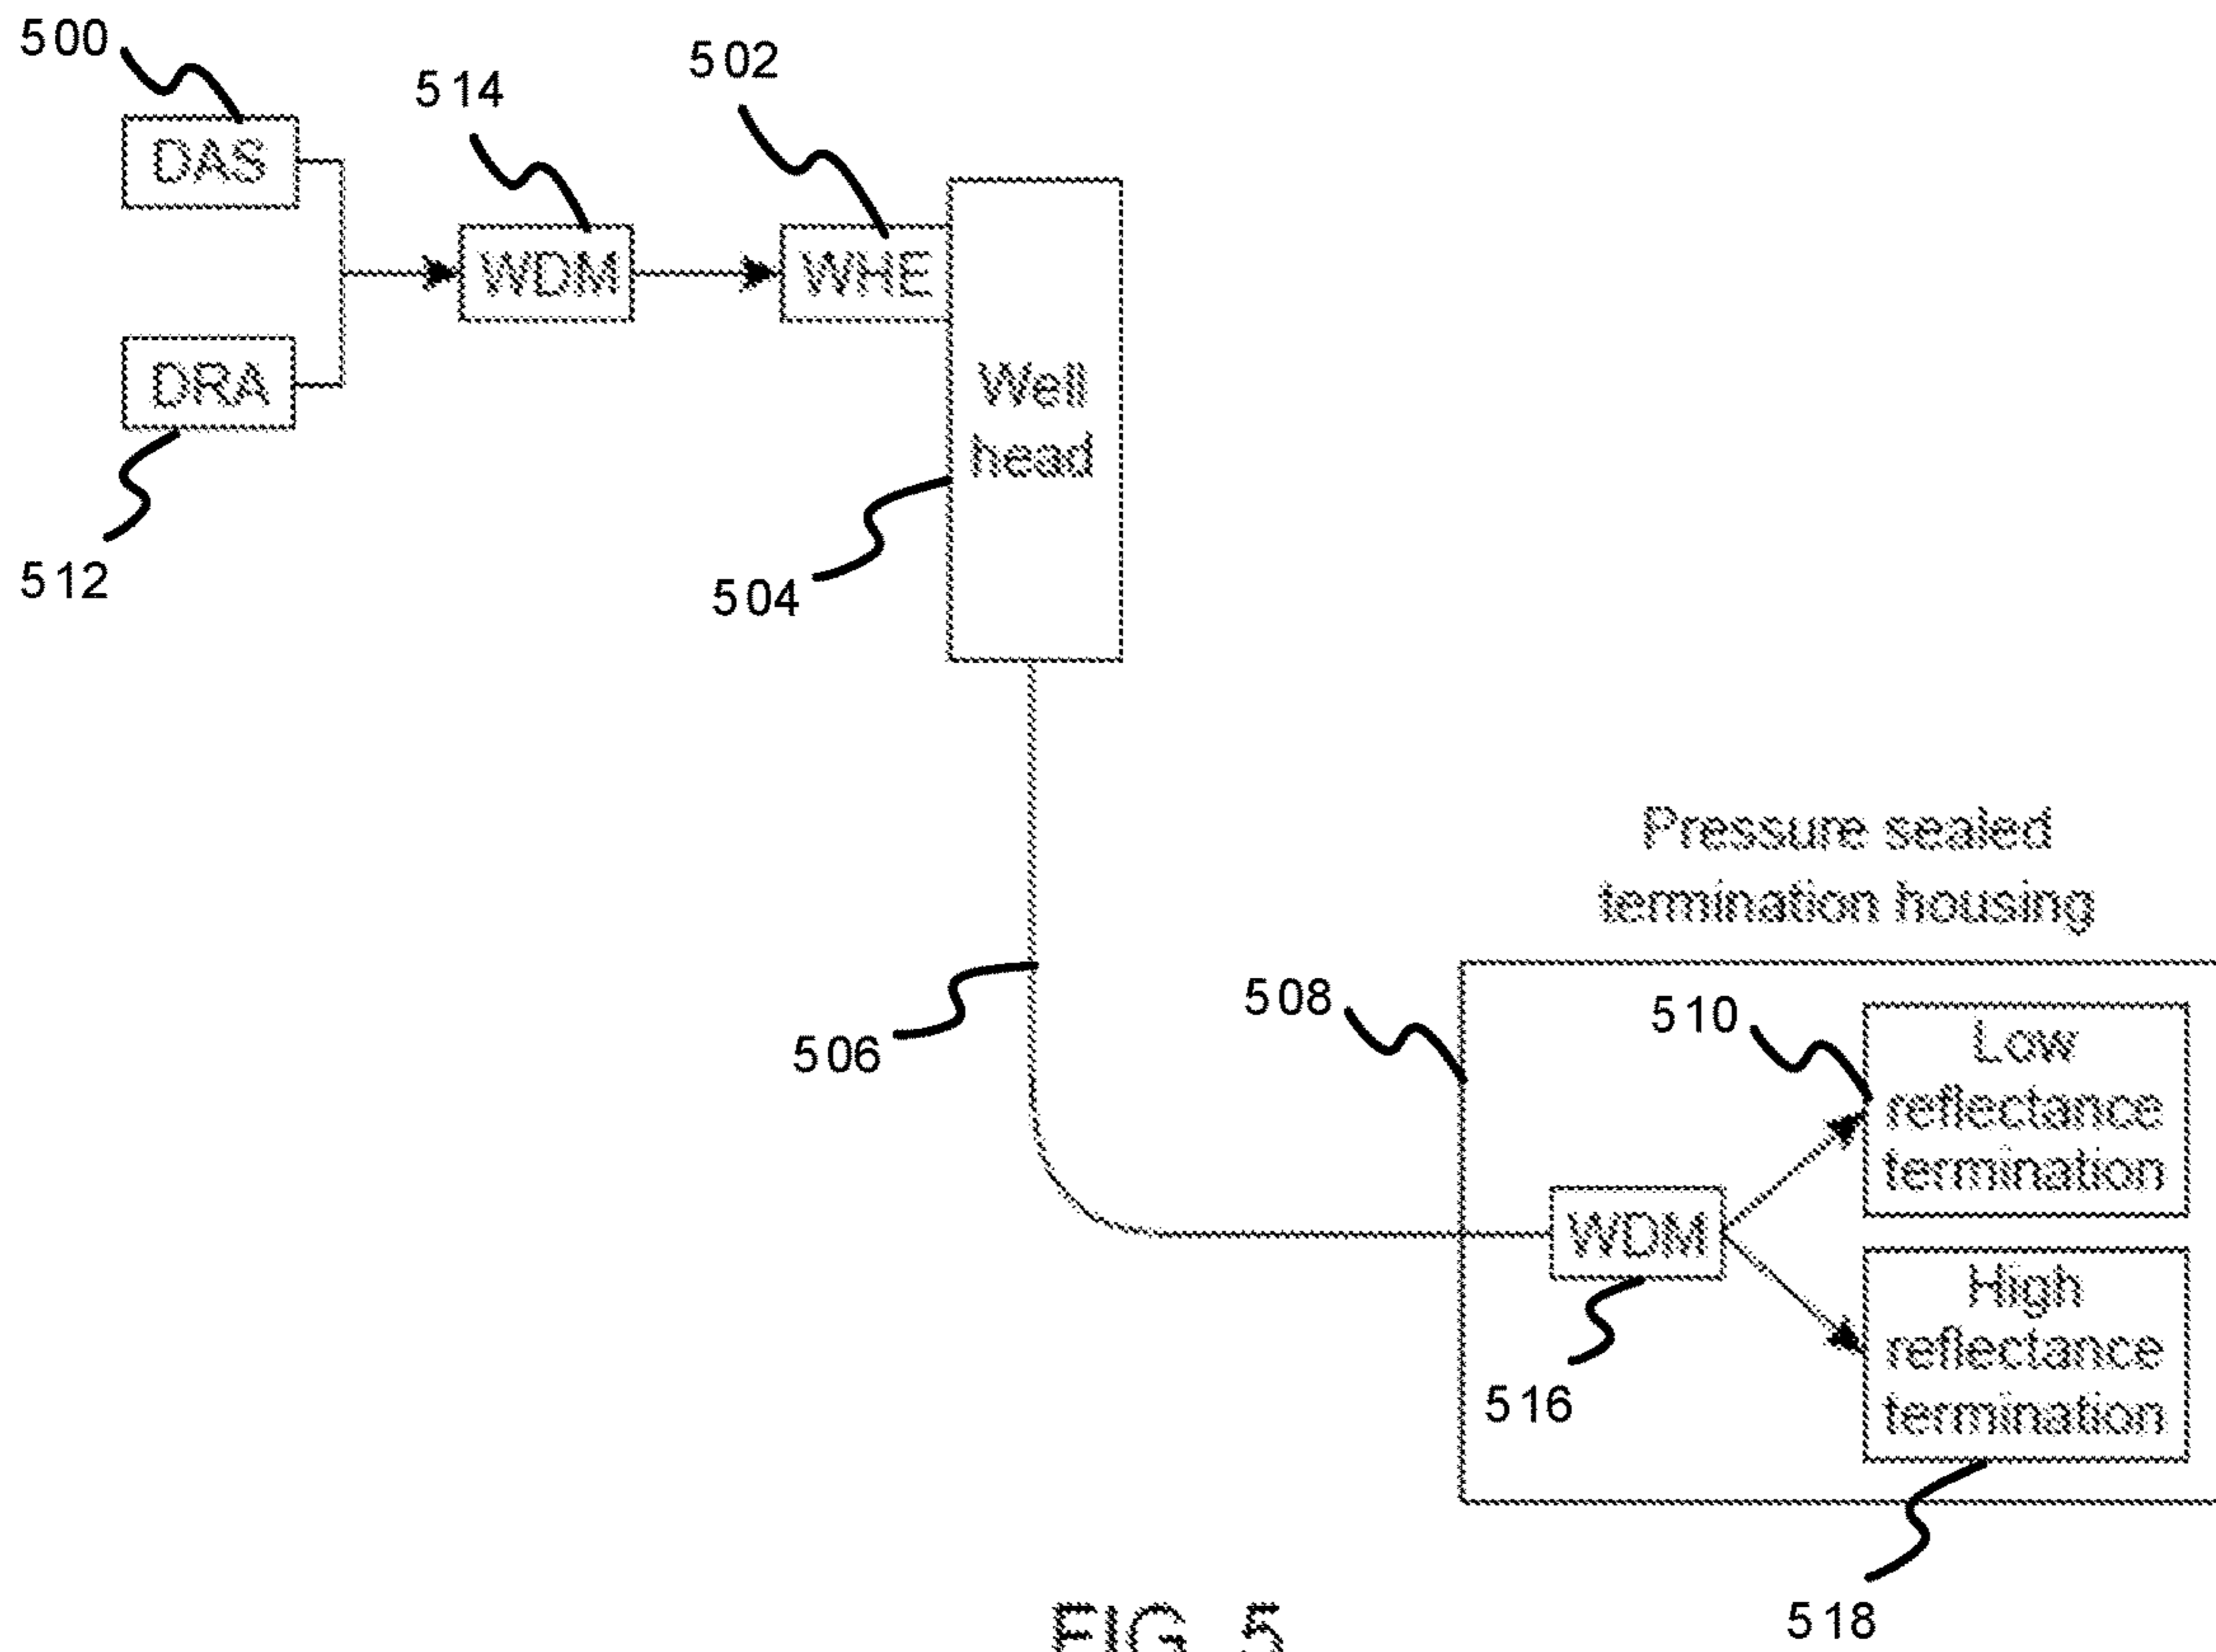 500
514
502
DAS
WDM
WHE
DRA
Well
head
512
504
Pressure sealed
termination housing
508
510
506
Low
reflectance
termination
WDM
High
reflectance
termination
516
518
FIG. 5